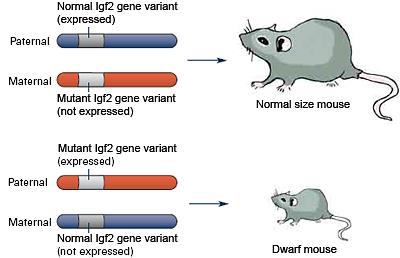 Normal Igf2 gene variant
(expressed)
Paternal
Maternal
Mutant Igf2 gene variant
(not expressed)
Normal size mouse
Mutant Igf2 gene variant
(expressed)
Paternal
Maternal
Normal Igf2 gene variant
(not expressed)
Dwarf mouse